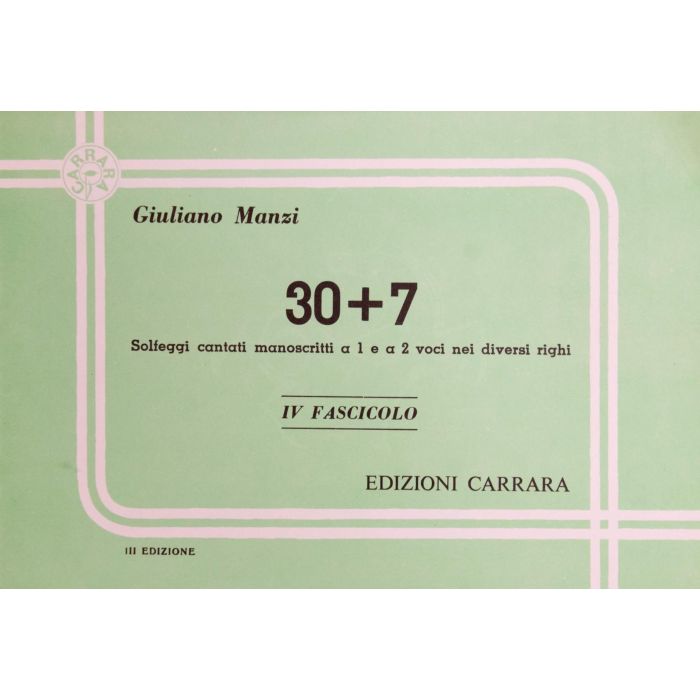 CARRARA
Giuliano Manzi
30+7
Solfeggi cantati manoscritti a 1 e a 2 voci nei diversi righi
IV FASCICOLO
EDIZIONI CARRARA
III EDIZIONE